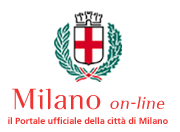 Milano on-line
il Portale ufficiale della città di Milano